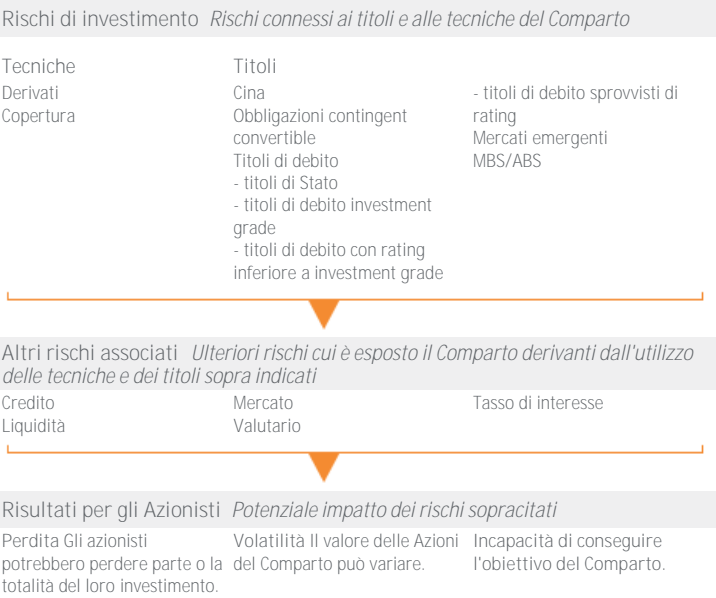 Rischi di investimento Rischi connessi ai titoli e alle tecniche del Comparto
Tecniche
Derivati
Copertura
Titoli
Cina
Obbligazioni contingent
convertible
Titoli di debito
- titoli di Stato
- titoli di debito investment
grade
- titoli di debito con rating
inferiore a investment grade
- titoli di debito sprovvisti di
rating
Mercati emergenti
MBS/ABS
Altri rischi associati Ulteriori rischi cui è esposto il Comparto derivanti dall'utilizzo
delle tecniche e dei titoli sopra indicati
Credito
Liquidità
Mercato
Valutario
Tasso di interesse
Risultati per gli Azionisti Potenziale impatto dei rischi sopracitati
Perdita Gli azionisti
potrebbero perdere parte o la
totalità del loro investimento.
Volatilità Il valore delle Azioni
del Comparto può variare.
Incapacità di conseguire
l'obiettivo del Comparto.